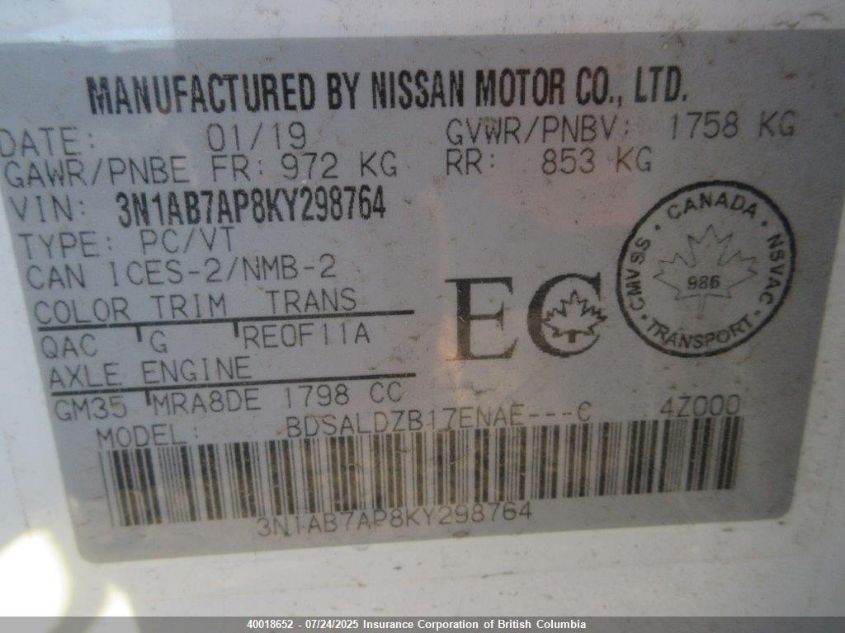 MANUFACTURED BY NISSAN MOTOR CO., LTD.
DATE: 01/19 GVWR/PNBV: 1758 KG
GAWR/PNBE FR: 972 KG RR: 853 KG
VIN: 3N1AB7AP8KY298764
TYPE: PC/VT
CAN ICES-2/NMB-2
COLOR TRIM TRANS
QAC G RE0F11A
AXLE ENGINE
GM35 MRA8DE 1798 CC
MODEL: BDSALDZB17ENAE---C 4Z000
3N1AB7AP8KY298764
EC
CANADA
CMVSS NSVAC
986
TRANSPORT
40018652 - 07/24/2025 Insurance Corporation of British Columbia